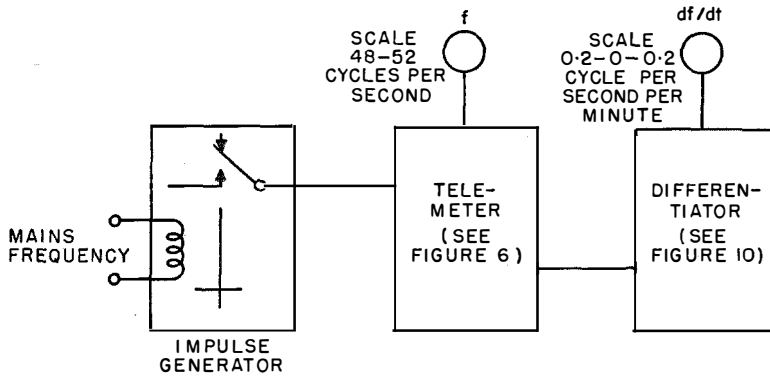 f
SCALE
48–52
CYCLES PER
SECOND
df/dt
SCALE
0·2–0–0·2
CYCLE PER
SECOND PER
MINUTE
MAINS
FREQUENCY
IMPULSE
GENERATOR
TELE-
METER
(SEE
FIGURE 6)
DIFFEREN-
TIATOR
(SEE
FIGURE 10)